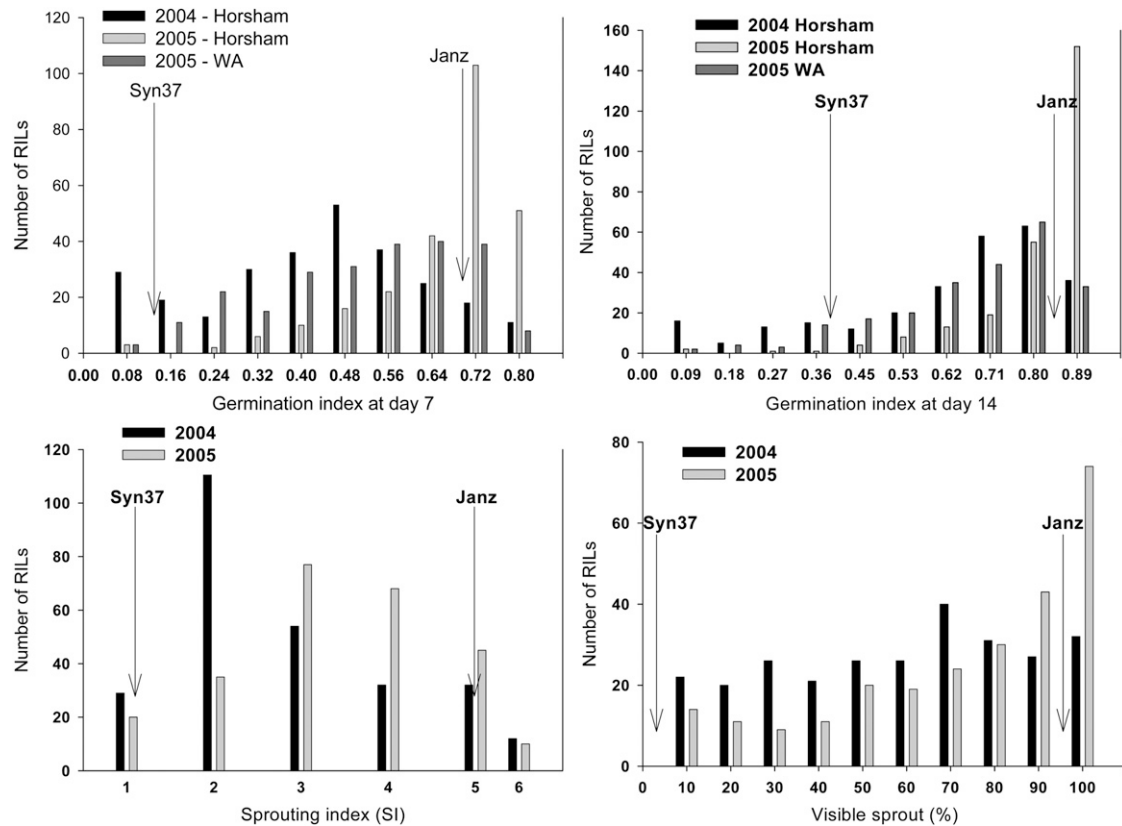 2004 - Horsham
2005 - Horsham
2005 - WA
Syn37
Janz
Number of RILs
120
100
80
60
40
20
0
0.00 0.08 0.16 0.24 0.32 0.40 0.48 0.56 0.64 0.72 0.80
Germination index at day 7
2004 Horsham
2005 Horsham
2005 WA
Syn37
Janz
Number of RILs
160
140
120
100
80
60
40
20
0
0.00 0.09 0.18 0.27 0.36 0.45 0.53 0.62 0.71 0.80 0.89
Germination index at day 14
2004
2005
Syn37
Janz
Number of RILs
120
100
80
60
40
20
0
1 2 3 4 5 6
Sprouting index (SI)
2004
2005
Syn37
Janz
Number of RILs
80
60
40
20
0
0 10 20 30 40 50 60 70 80 90 100
Visible sprout (%)